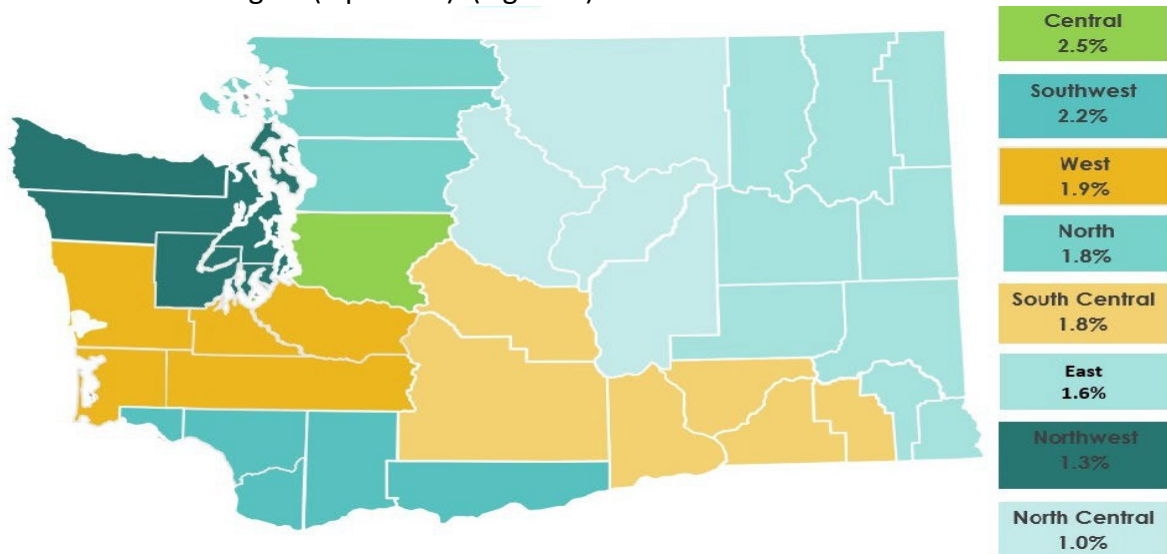 Central
2.5%
Southwest
2.2%
West
1.9%
North
1.8%
South Central
1.8%
East
1.6%
Northwest
1.3%
North Central
1.0%